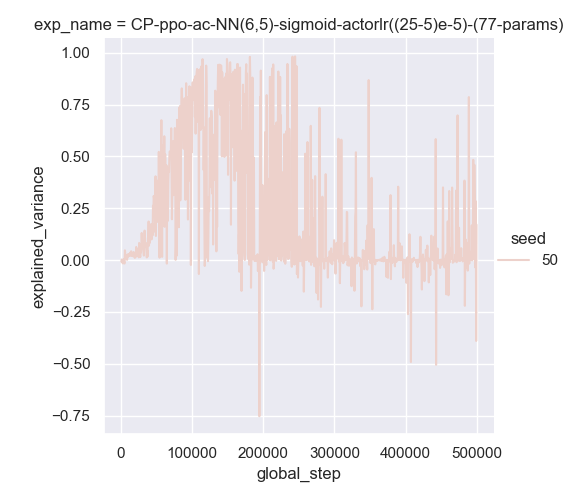 exp_name = CP-ppo-ac-NN(6,5)-sigmoid-actorlr((25-5)e-5)-(77-params)
1.00
0.75
0.50
0.25
0.00
−0.25
−0.50
−0.75
explained_variance
0 100000 200000 300000 400000 500000
global_step
seed
50